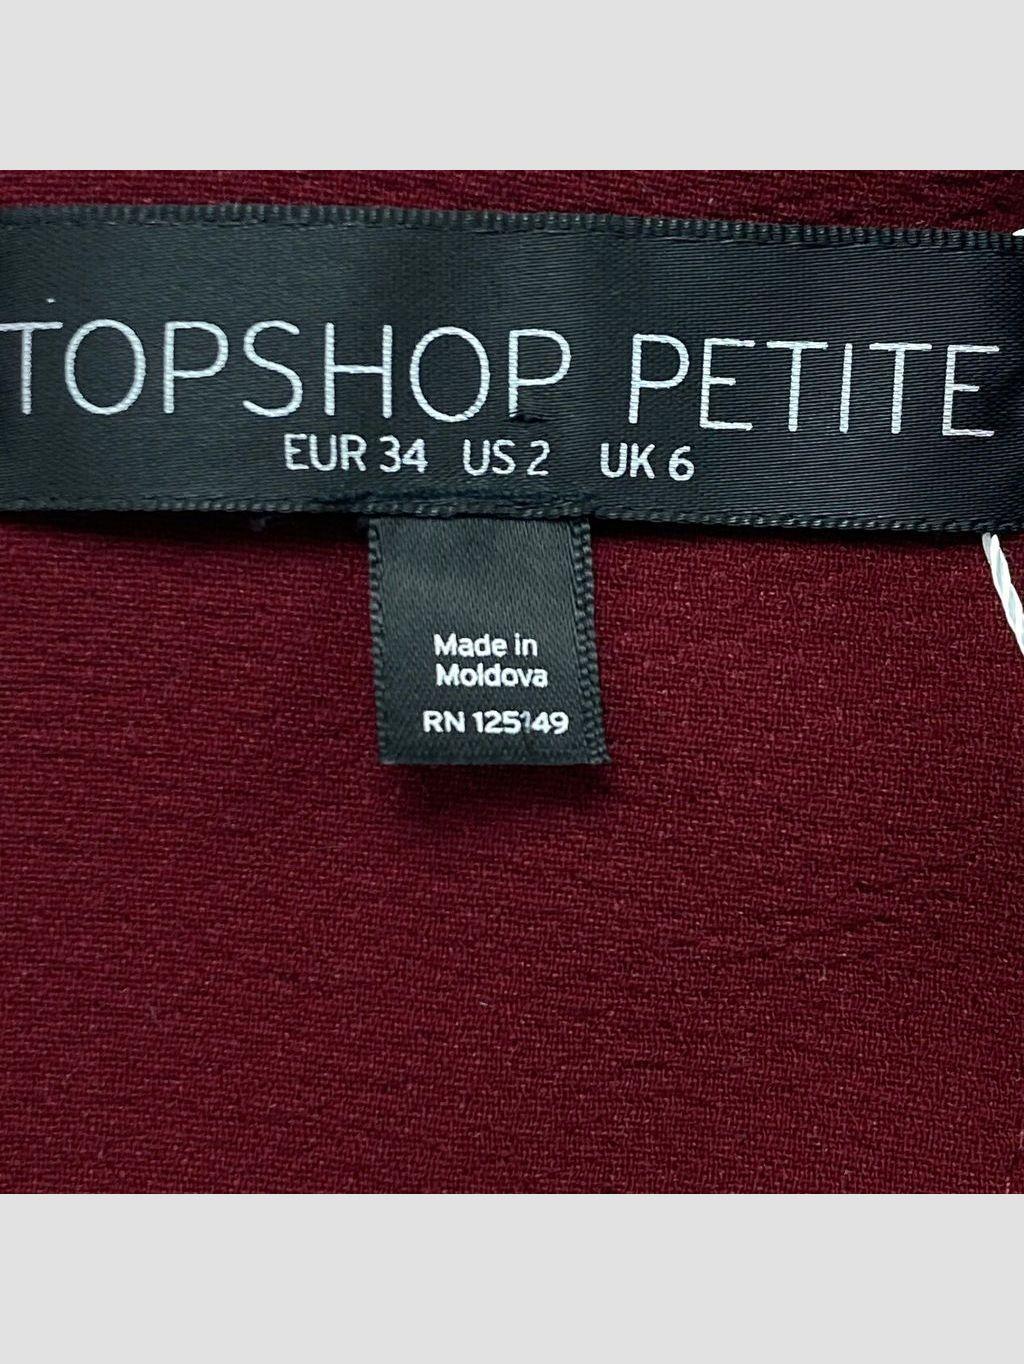 TOPSHOP PETITE
EUR 34 US 2 UK 6
Made in
Moldova
RN 125149